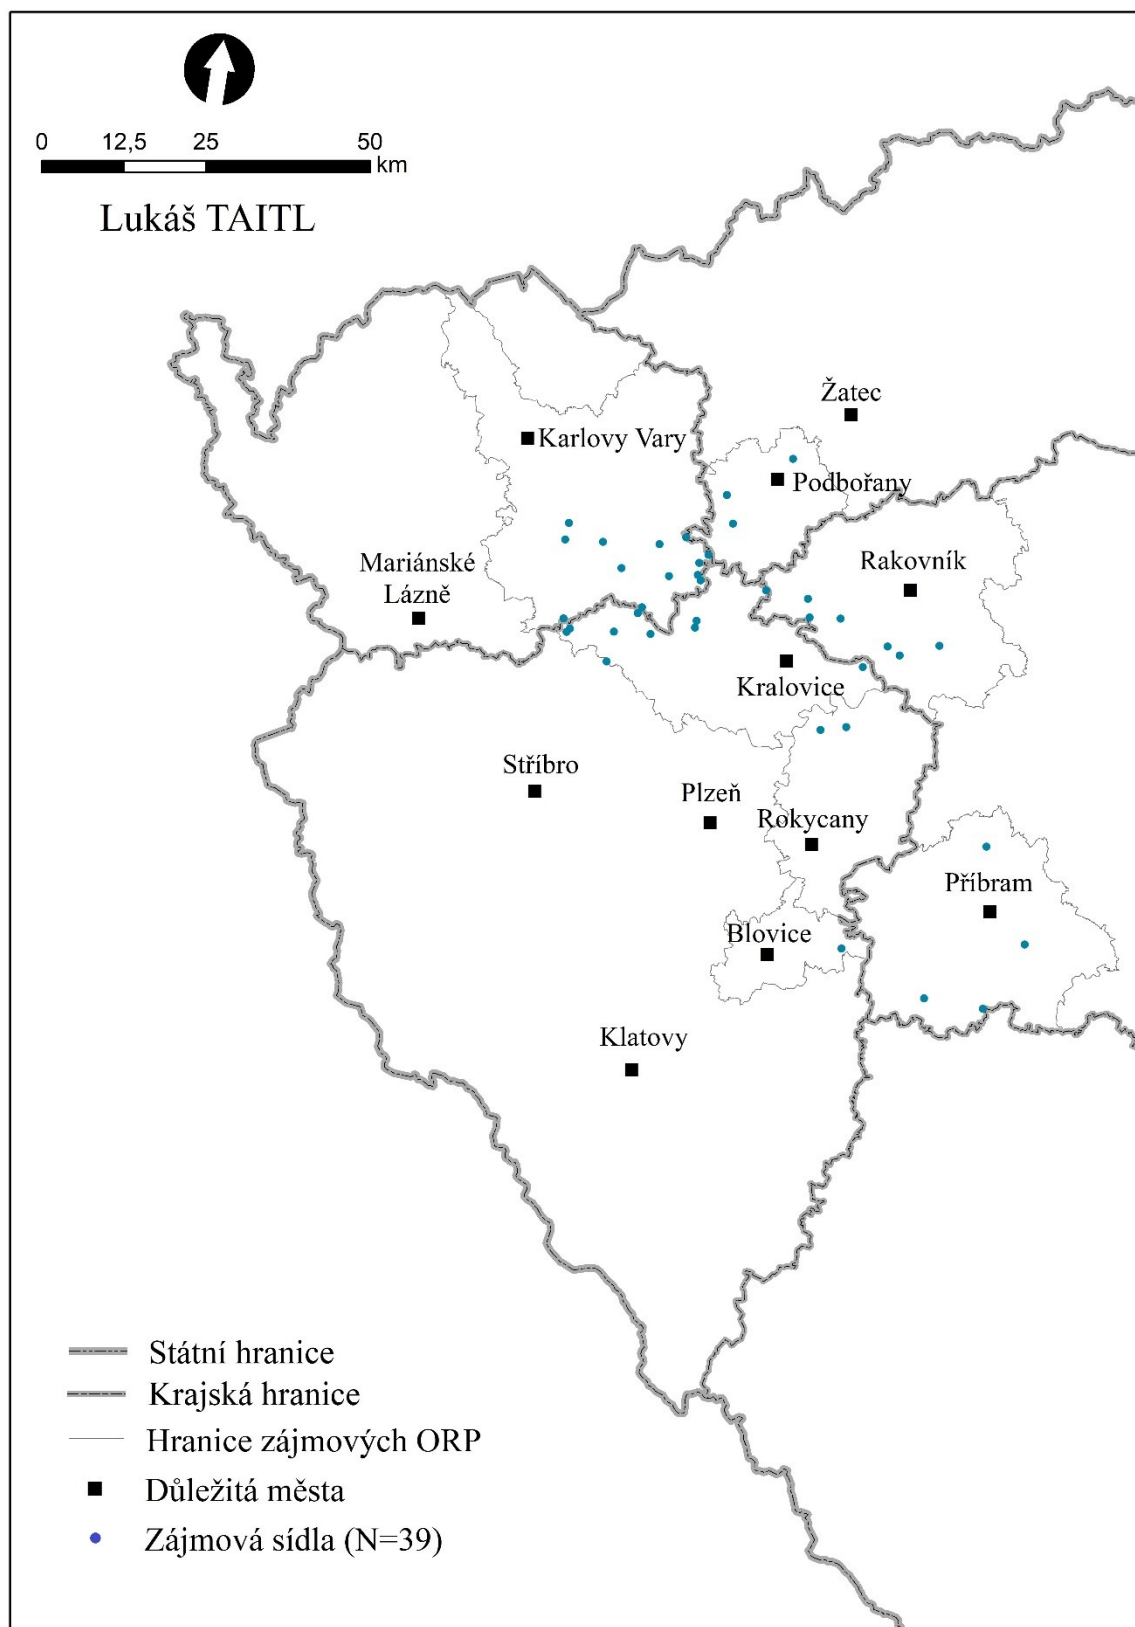 0 12,5 25 50
km
Lukáš TAITL
Žatec
Karlovy Vary
Podbořany
Mariánské
Lázně
Rakovník
Kralovice
Stříbro
Plzeň
Rokycany
Příbram
Blovice
Klatovy
Státní hranice
Krajská hranice
Hranice zájmových ORP
Důležitá města
Zájmová sídla (N=39)